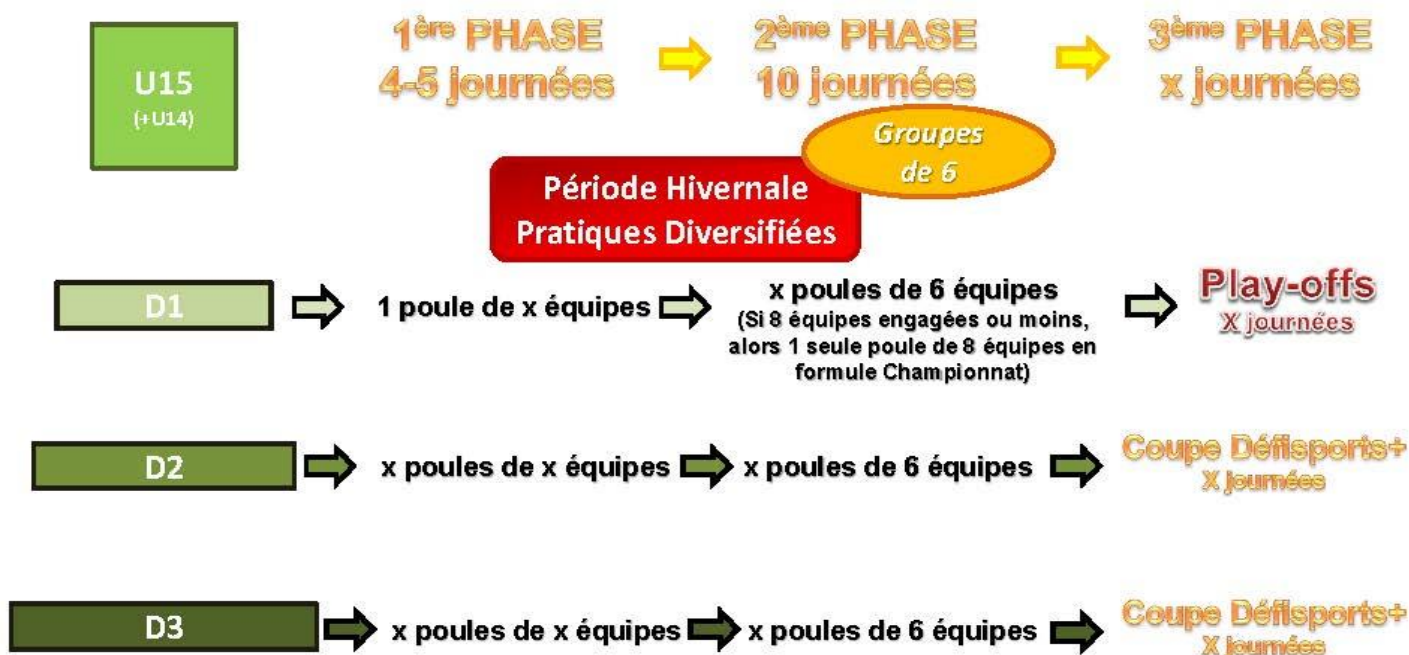 U15
(+U14)
1ère PHASE
4-5 journées
2ème PHASE
10 journées
3ème PHASE
x journées
Groupes
de 6
Période Hivernale
Pratiques Diversifiées
D1
1 poule de x équipes
x poules de 6 équipes
(Si 8 équipes engagées ou moins,
alors 1 seule poule de 8 équipes en
formule Championnat)
Play-offs
X journées
D2
x poules de x équipes
x poules de 6 équipes
Coupe Défisports+
X journées
D3
x poules de x équipes
x poules de 6 équipes
Coupe Défisports+
X journées